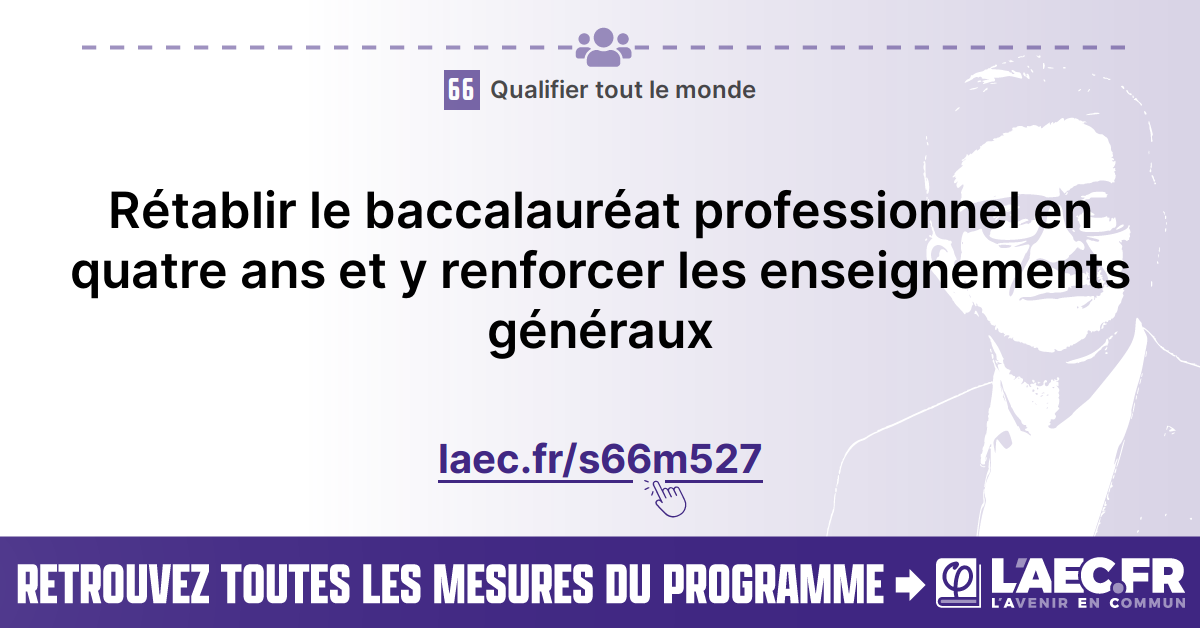 66 Qualifier tout le monde
Rétablir le baccalauréat professionnel en
quatre ans et y renforcer les enseignements
généraux
laec.fr/s66m527
RETROUVEZ TOUTES LES MESURES DU PROGRAMME
φ L'AEC.FR
L'AVENIR EN COMMUN